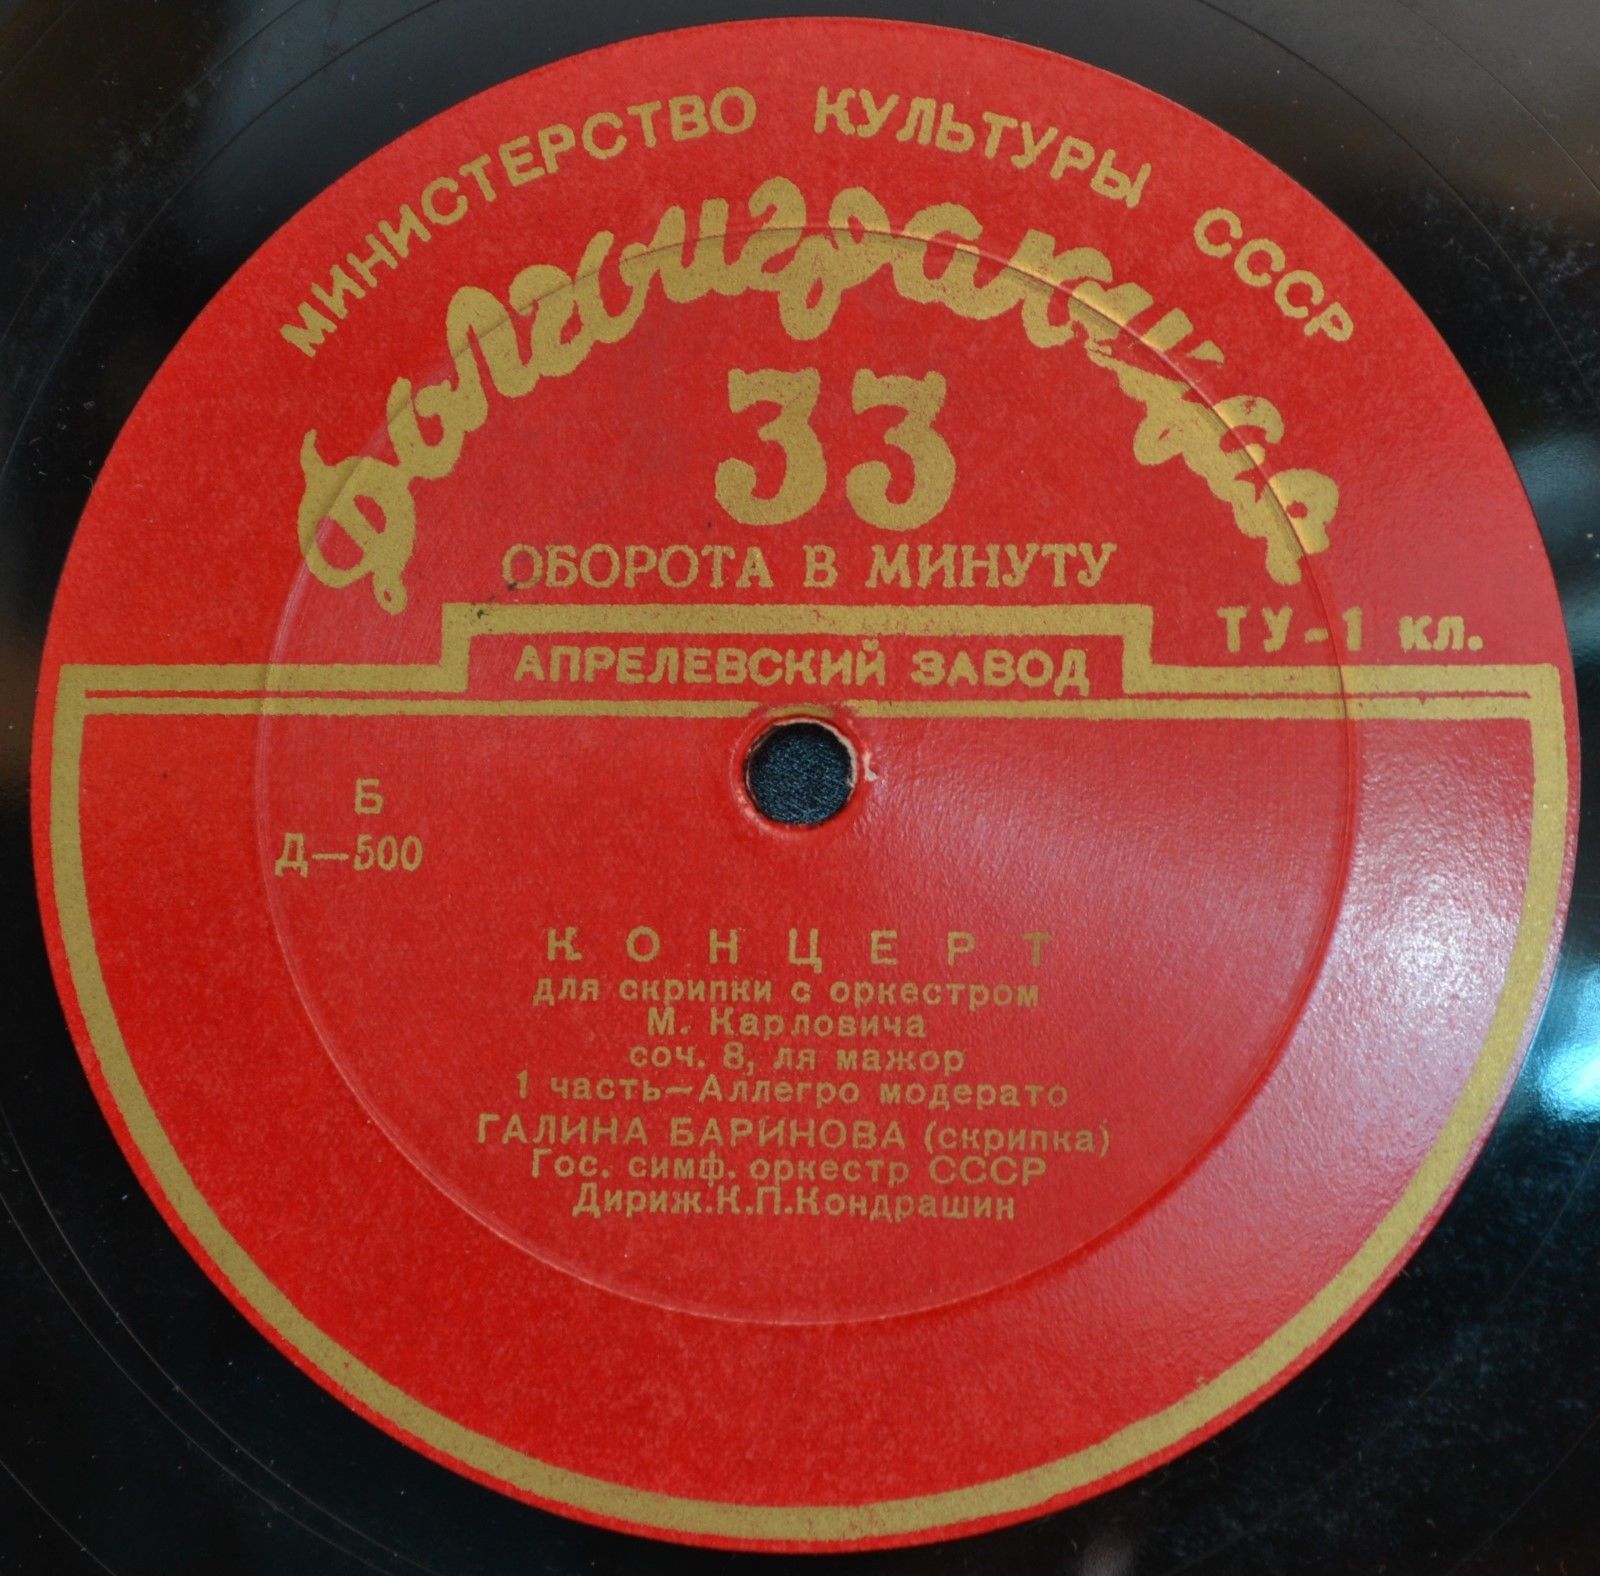 МИНИСТЕРСТВО КУЛЬТУРЫ СССР
Долгоиграющая
33
ОБОРОТА В МИНУТУ
ТУ-1 кл.
АПРЕЛЕВСКИЙ ЗАВОД
Б
Д—500
КОНЦЕРТ
для скрипки с оркестром
М. Карловича
соч. 8, ля мажор
1 часть—Аллегро модерато
ГАЛИНА БАРИНОВА (скрипка)
Гос. симф. оркестр СССР
Дириж.К.П.Кондрашин